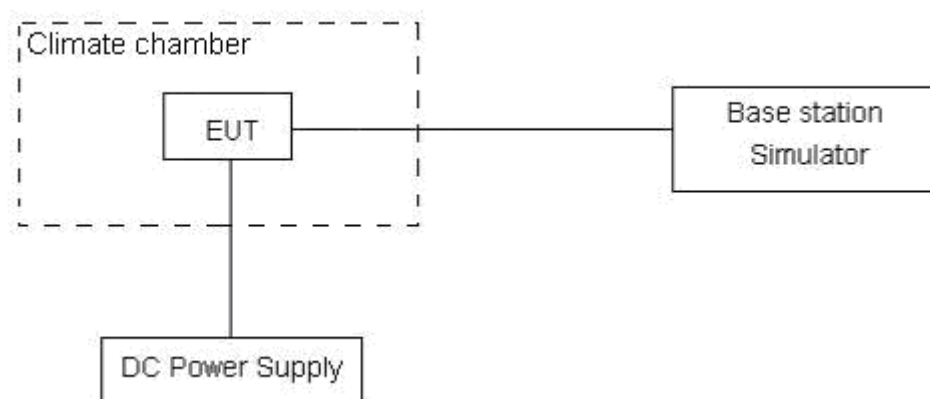 Climate chamber
EUT
Base station
Simulator
DC Power Supply